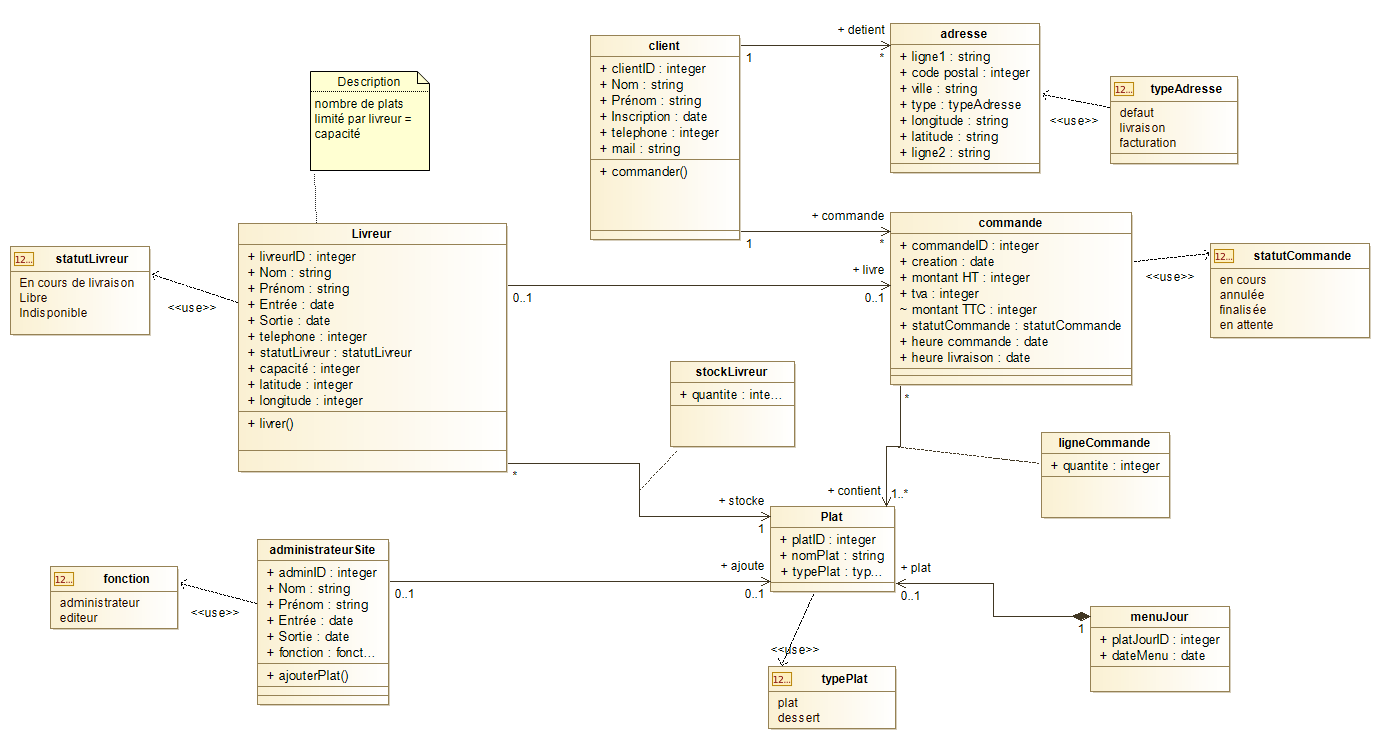 Description
nombre de plats
limité par livreur =
capacité
client
+ clientID : integer
+ Nom : string
+ Prénom : string
+ Inscription : date
+ telephone : integer
+ mail : string
+ commander()
+ detient
1
*
adresse
+ ligne1 : string
+ code postal : integer
+ ville : string
+ type : typeAdresse
+ longitude : string
+ latitude : string
+ ligne2 : string
<<use>>
12... typeAdresse
defaut
livraison
facturation
12... statutLivreur
En cours de livraison
Libre
Indisponible
<<use>>
Livreur
+ livreurID : integer
+ Nom : string
+ Prénom : string
+ Entrée : date
+ Sortie : date
+ telephone : integer
+ statutLivreur : statutLivreur
+ capacité : integer
+ latitude : integer
+ longitude : integer
+ livrer()
+ commande
1
*
+ livre
0..1
0..1
commande
+ commandeID : integer
+ creation : date
+ montant HT : integer
+ tva : integer
~ montant TTC : integer
+ statutCommande : statutCommande
+ heure commande : date
+ heure livraison : date
<<use>>
12... statutCommande
en cours
annulée
finalisée
en attente
stockLivreur
+ quantite : inte...
*
ligneCommande
+ quantite : integer
*
+ stocke
1
+ contient
1..*
Plat
+ platID : integer
+ nomPlat : string
+ typePlat : typ...
12... fonction
administrateur
editeur
<<use>>
administrateurSite
+ adminID : integer
+ Nom : string
+ Prénom : string
+ Entrée : date
+ Sortie : date
+ fonction : fonct...
+ ajouterPlat()
+ ajoute
0..1
0..1
+ plat
0..1
1
menuJour
+ platJourID : integer
+ dateMenu : date
<<use>>
12... typePlat
plat
dessert